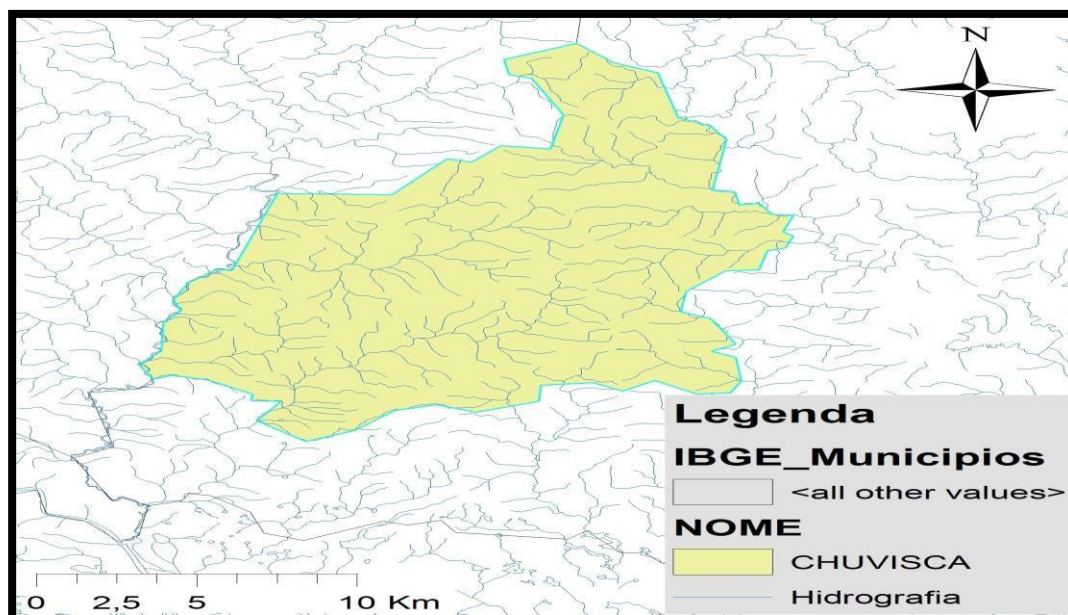 N
Legenda
IBGE_Municipios
<all other values>
NOME
CHUVISCA
Hidrografia
0 2,5 5 10 Km